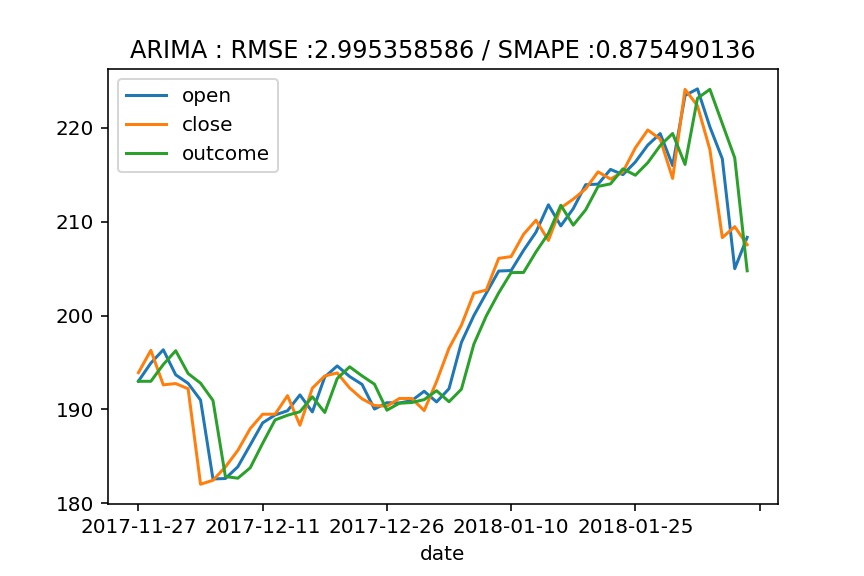 ARIMA : RMSE :2.995358586 / SMAPE :0.875490136
open
close
outcome
220
210
200
190
180
2017-11-27 2017-12-11 2017-12-26 2018-01-10 2018-01-25
date